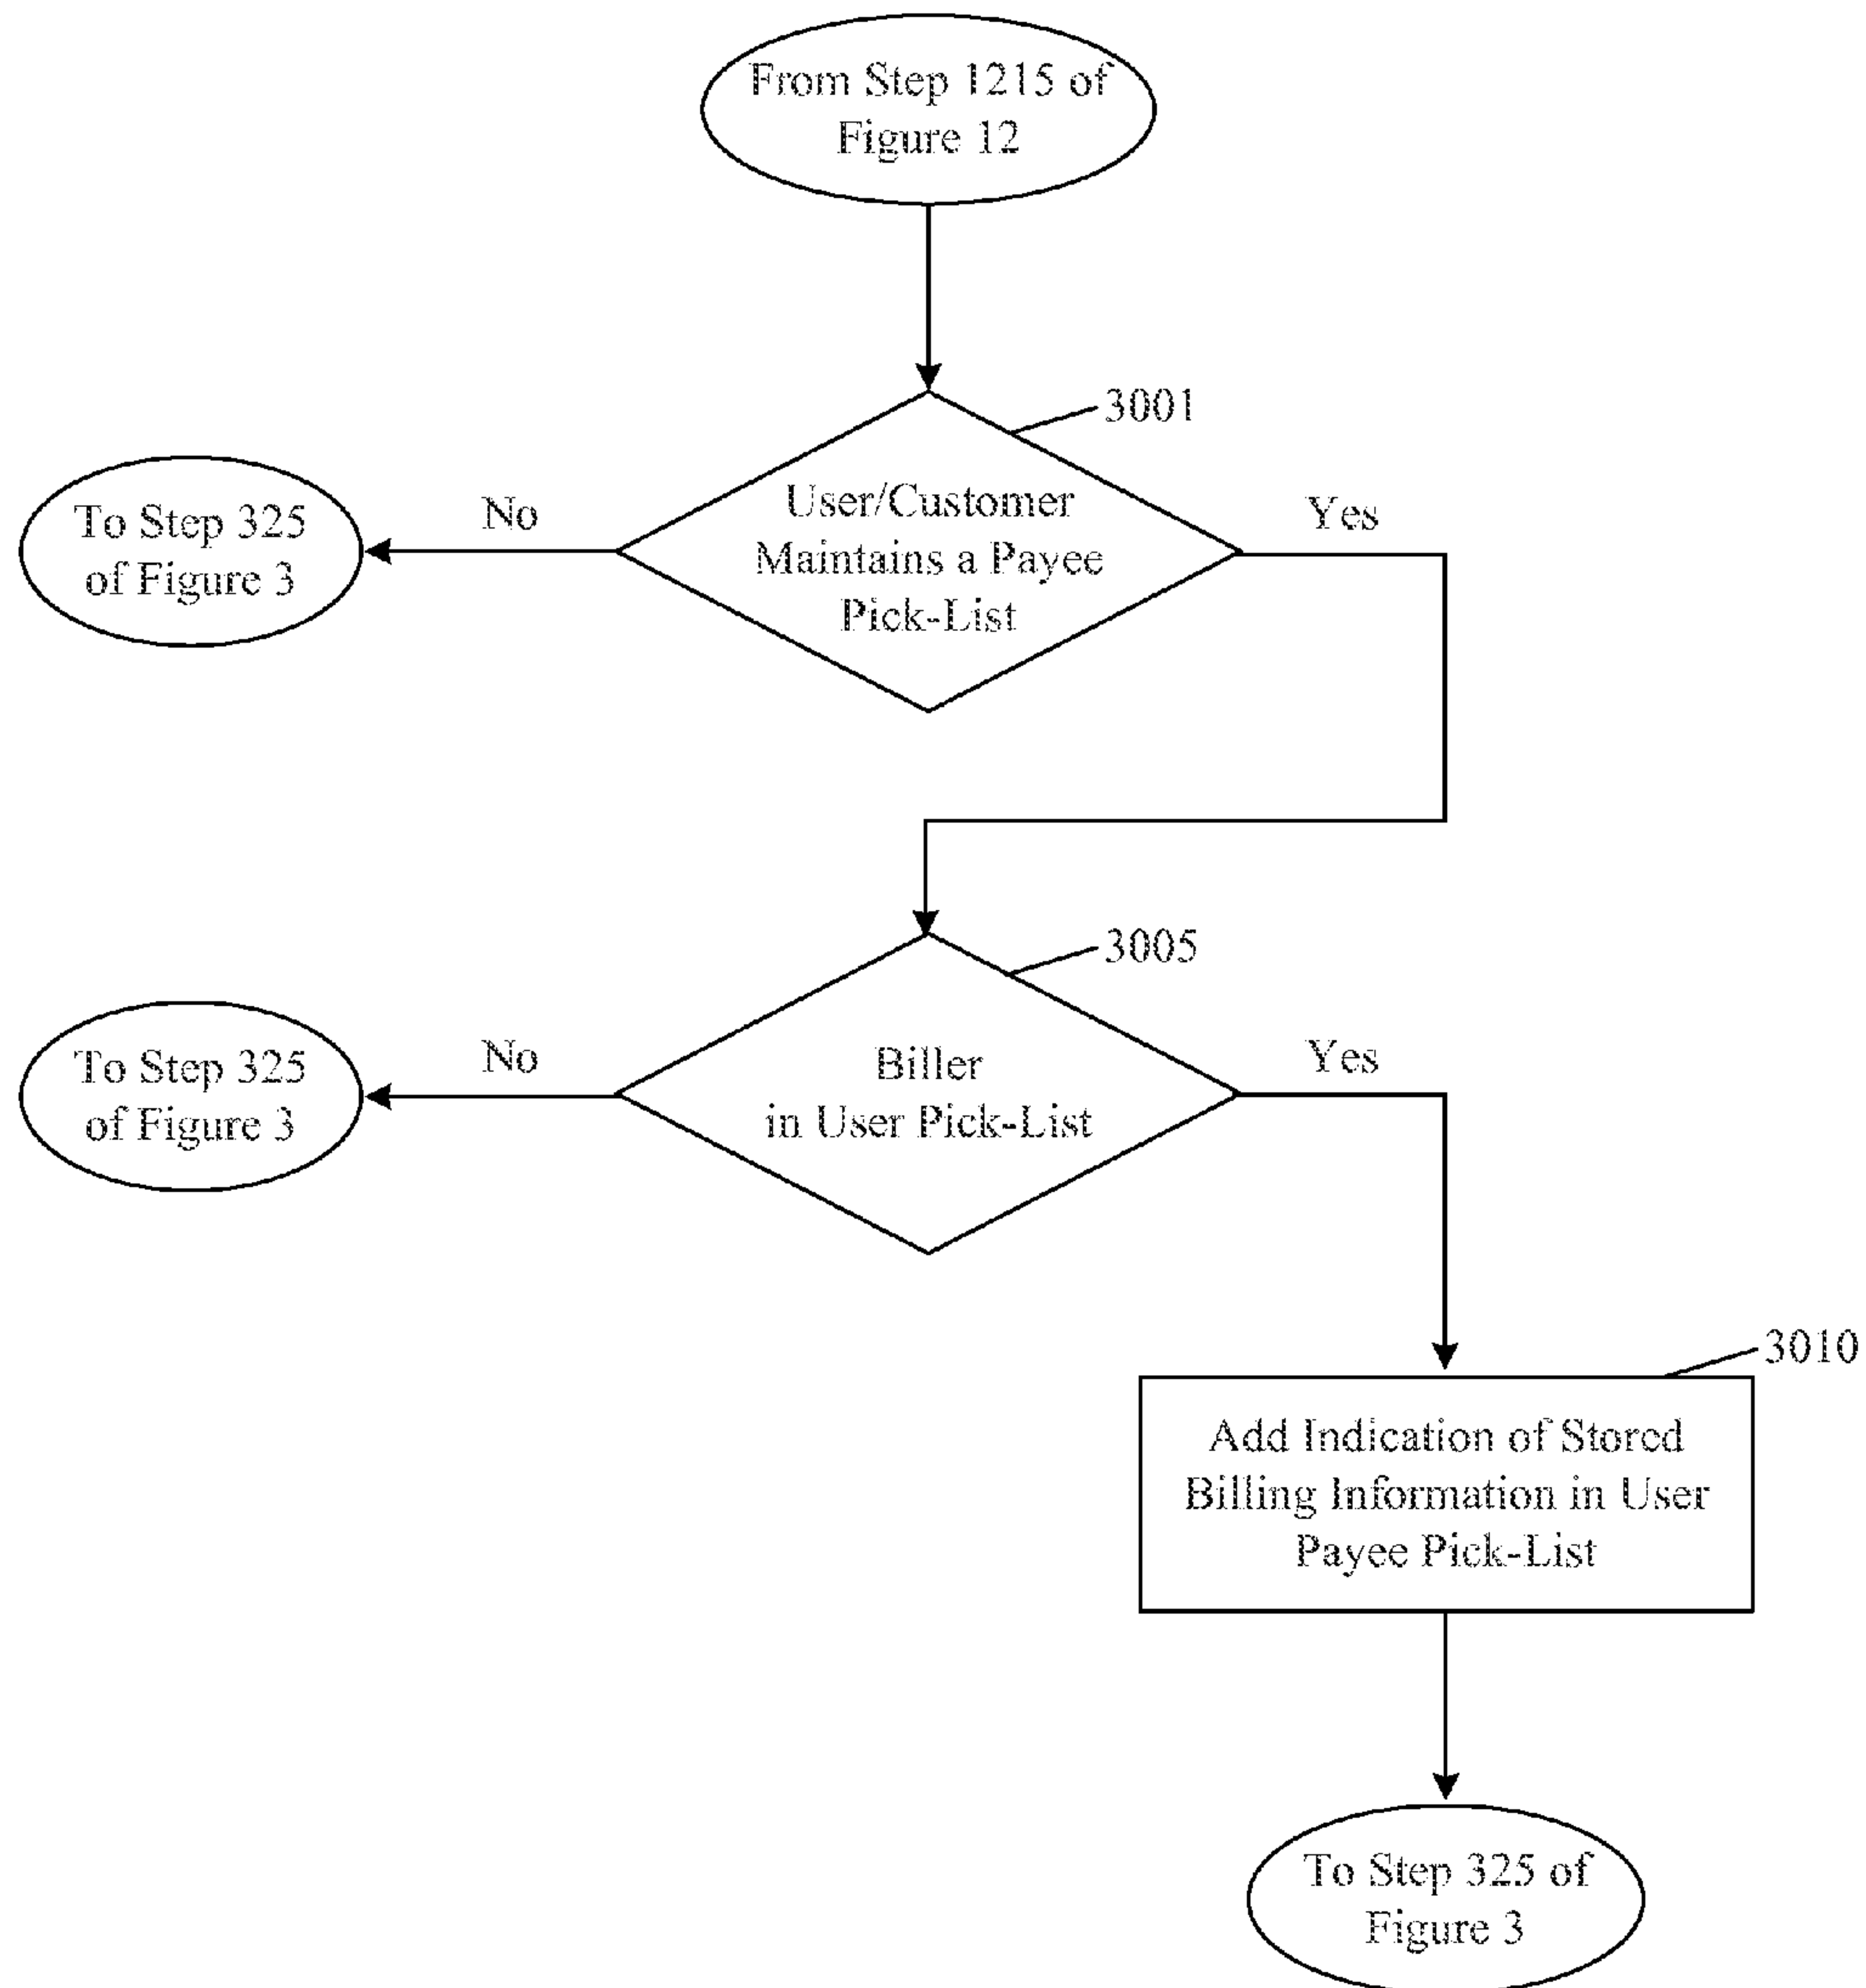 From Step 1215 of
Figure 12
3001
User/Customer
Maintains a Payee
Pick-List
No
Yes
To Step 325
of Figure 3
3005
Biller
in User Pick-List
No
Yes
To Step 325
of Figure 3
3010
Add Indication of Stored
Billing Information in User
Payee Pick-List
To Step 325 of
Figure 3